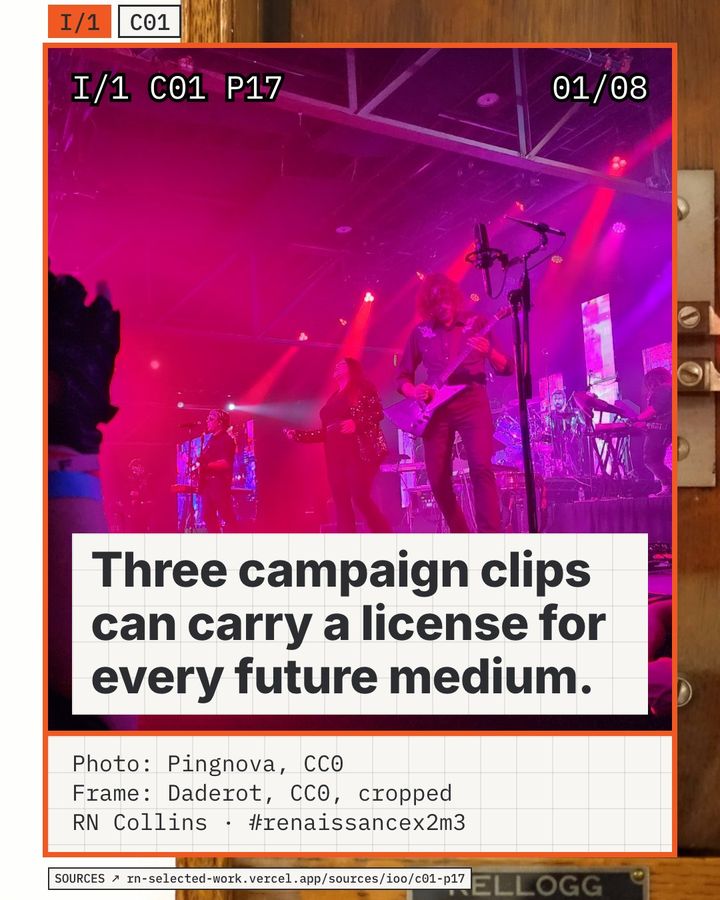 I/1 C01
I/1 C01 P17 01/08
Three campaign clips
can carry a license for
every future medium.
Photo: Pingnova, CC0
Frame: Daderot, CC0, cropped
RN Collins · #renaissancex2m3
SOURCES ↗ rn-selected-work.vercel.app/sources/ioo/c01-p17
KELLOGG